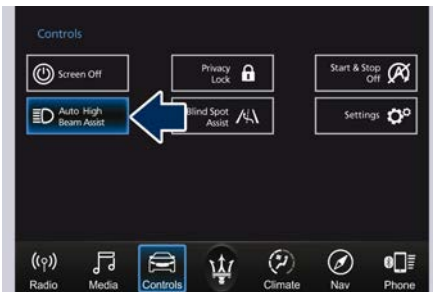 Controls
Screen Off
Privacy
Lock
Start & Stop
Off
Auto High
Beam Assist
Blind Spot
Assist
Settings
Radio
Media
Controls
Climate
Nav
Phone